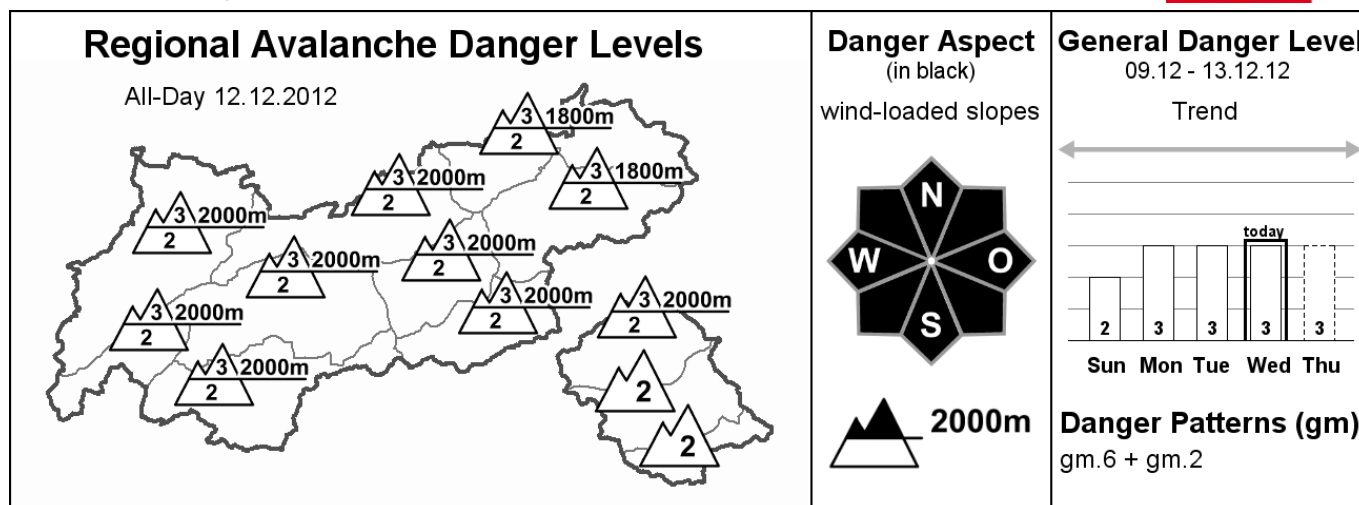 Regional Avalanche Danger Levels
All-Day 12.12.2012
3 1800m
2
3 1800m
2
3 2000m
2
3 2000m
2
3 2000m
2
3 2000m
2
3 2000m
2
3 2000m
2
3 2000m
2
3 2000m
2
2
2
Danger Aspect
(in black)
wind-loaded slopes
N
W O
S
2000m
General Danger Level
09.12 - 13.12.12
Trend
today
2 3 3 3 3
Sun Mon Tue Wed Thu
Danger Patterns (gm)
gm.6 + gm.2